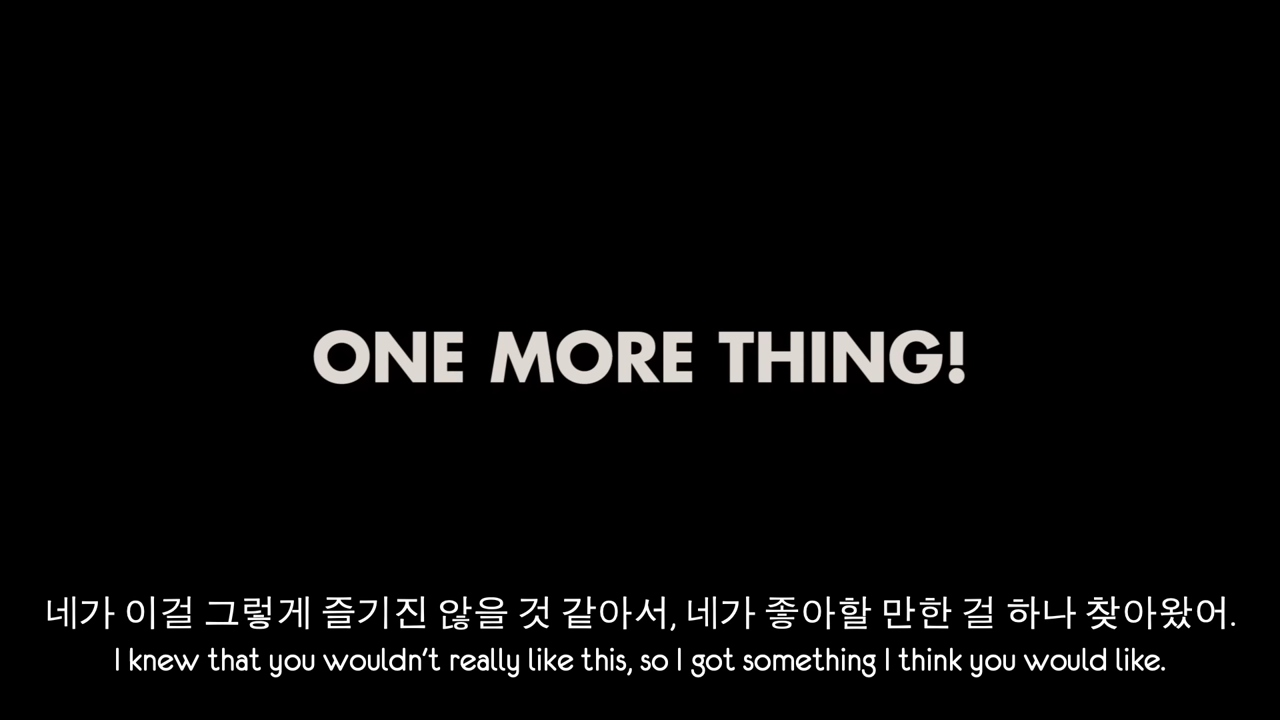 ONE MORE THING!
네가 이걸 그렇게 즐기진 않을 것 같아서, 네가 좋아할 만한 걸 하나 찾아왔어.
I knew that you wouldn't really like this, so I got something I think you would like.